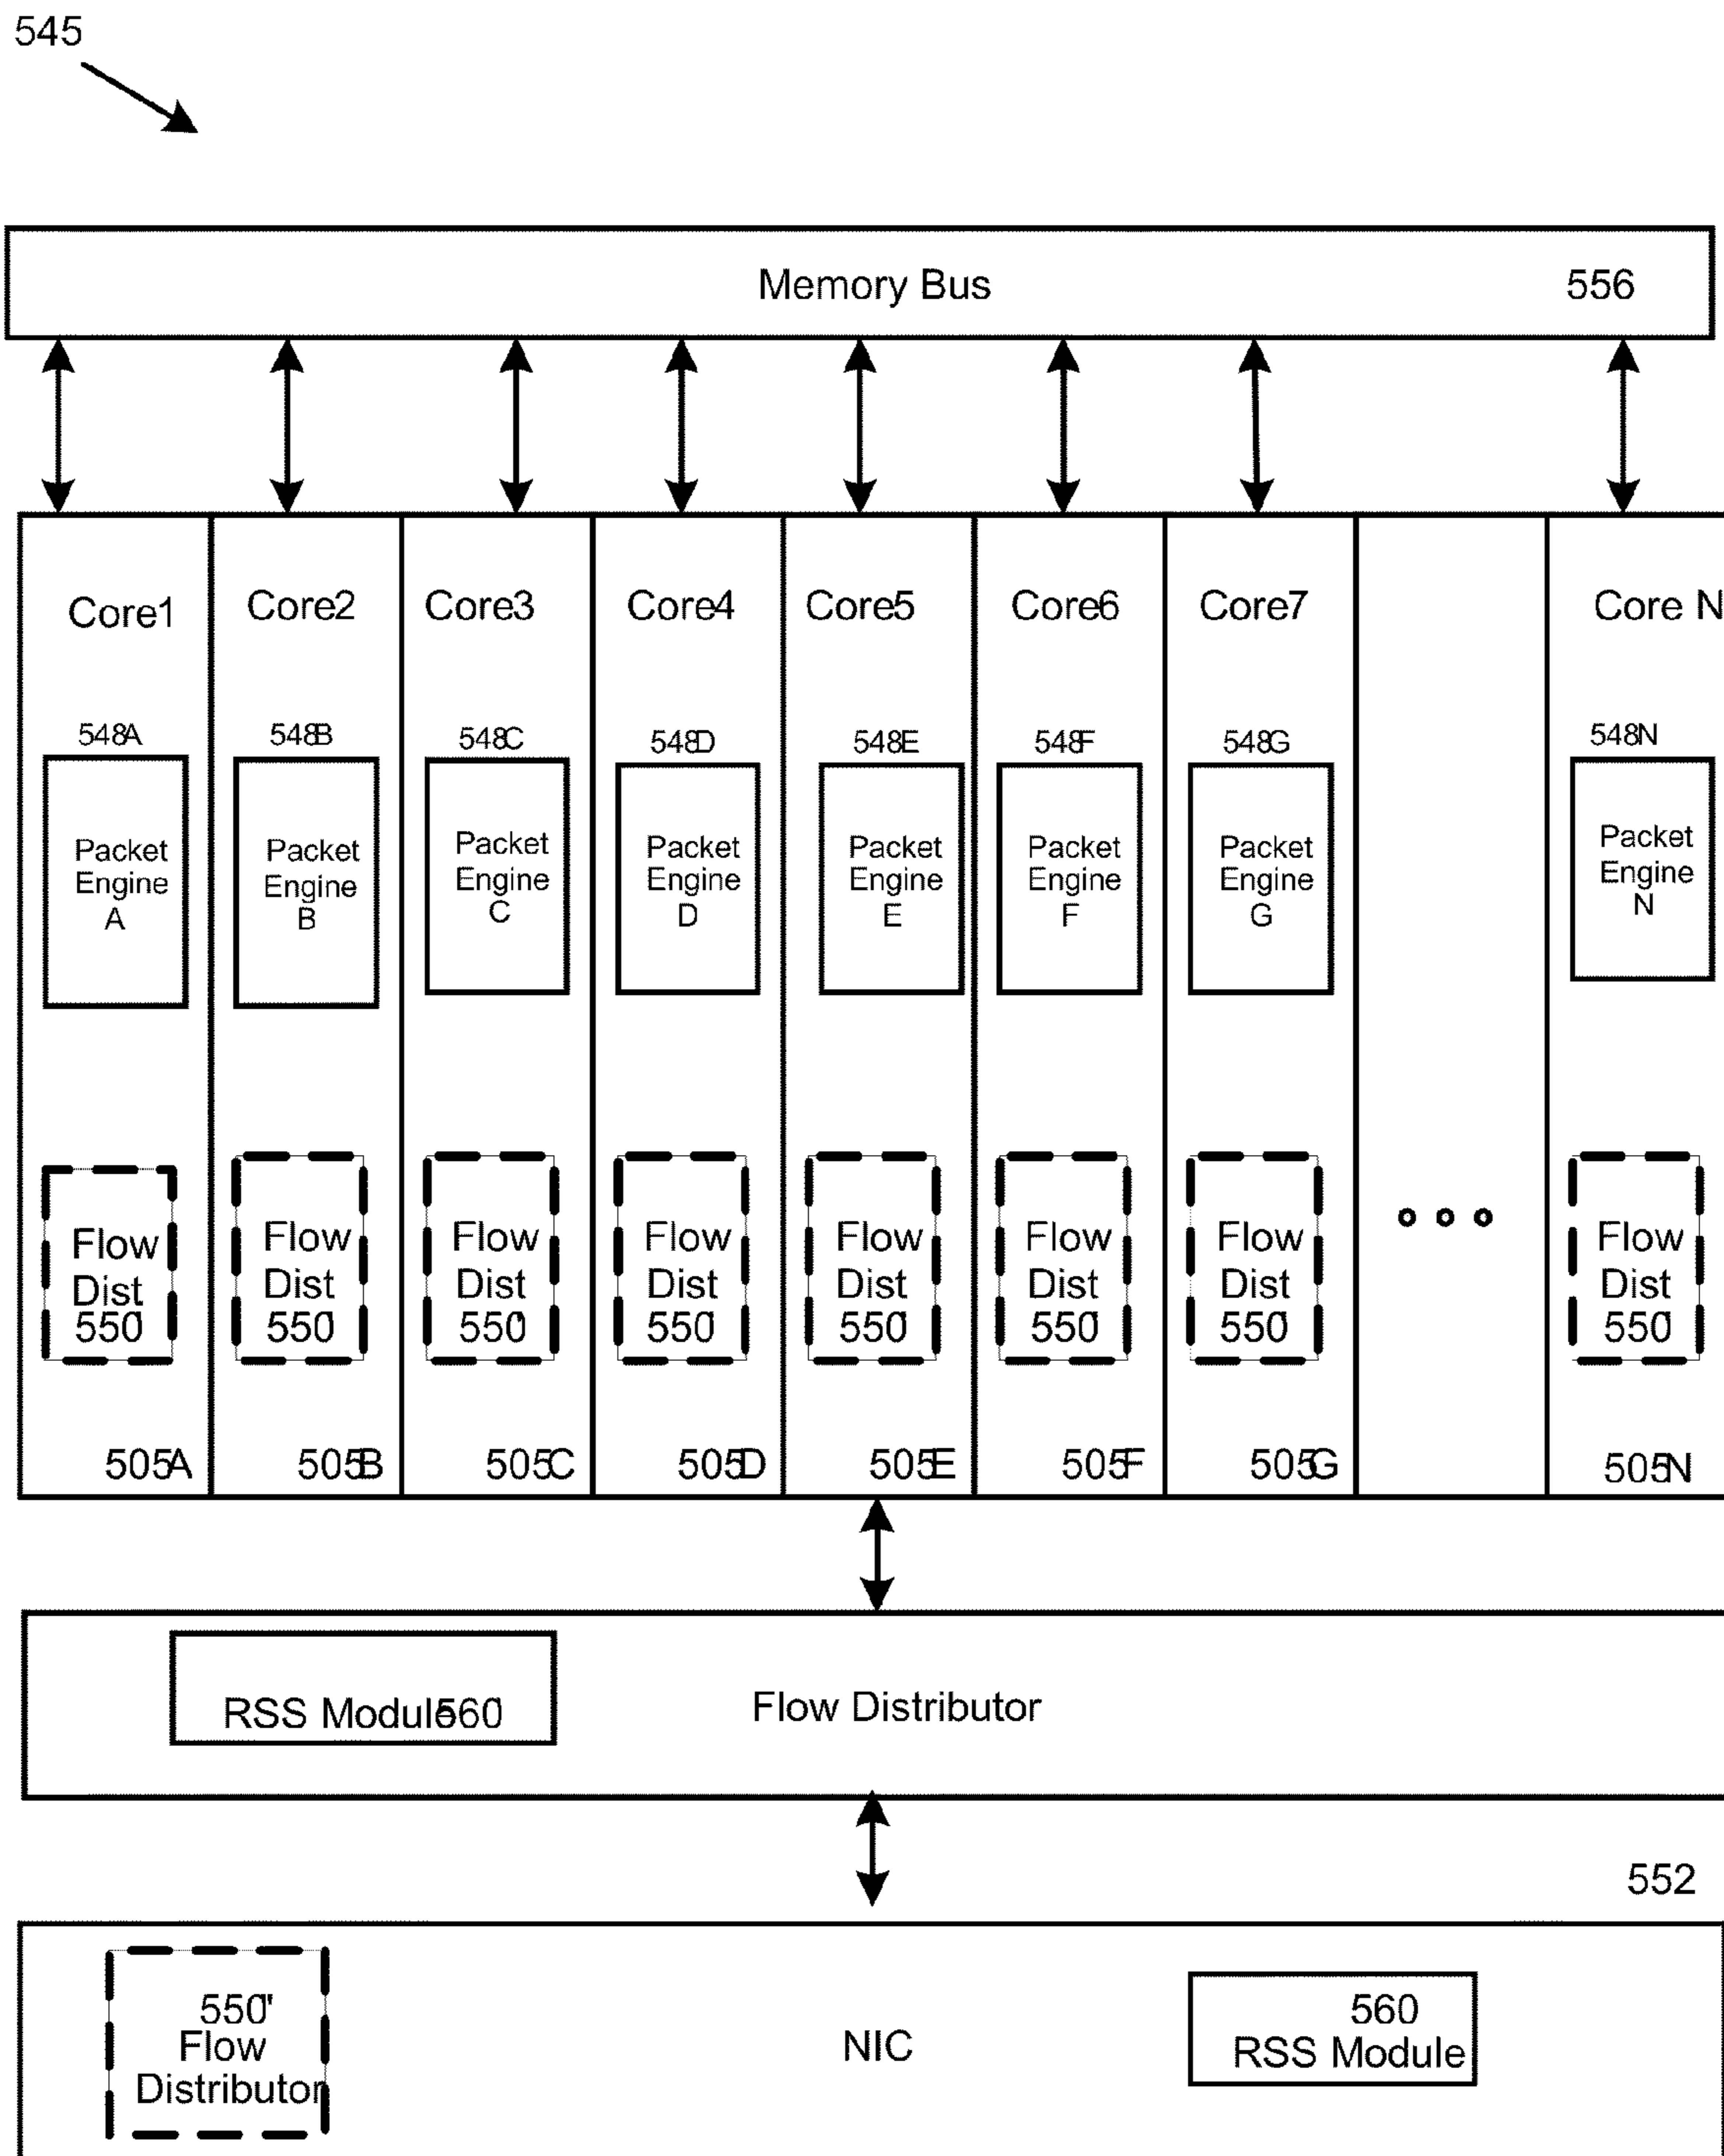 545
Memory Bus 556
Core1 Core2 Core3 Core4 Core5 Core6 Core7 Core N
548A 548B 548C 548D 548E 548F 548G 548N
Packet Engine A
Packet Engine B
Packet Engine C
Packet Engine D
Packet Engine E
Packet Engine F
Packet Engine G
Packet Engine N
Flow Dist 550'
Flow Dist 550'
Flow Dist 550'
Flow Dist 550'
Flow Dist 550'
Flow Dist 550'
Flow Dist 550'
Flow Dist 550'
505A 505B 505C 505D 505E 505F 505G 505N
RSS Module 560' Flow Distributor
552
550"
Flow
Distributor
NIC
560
RSS Module